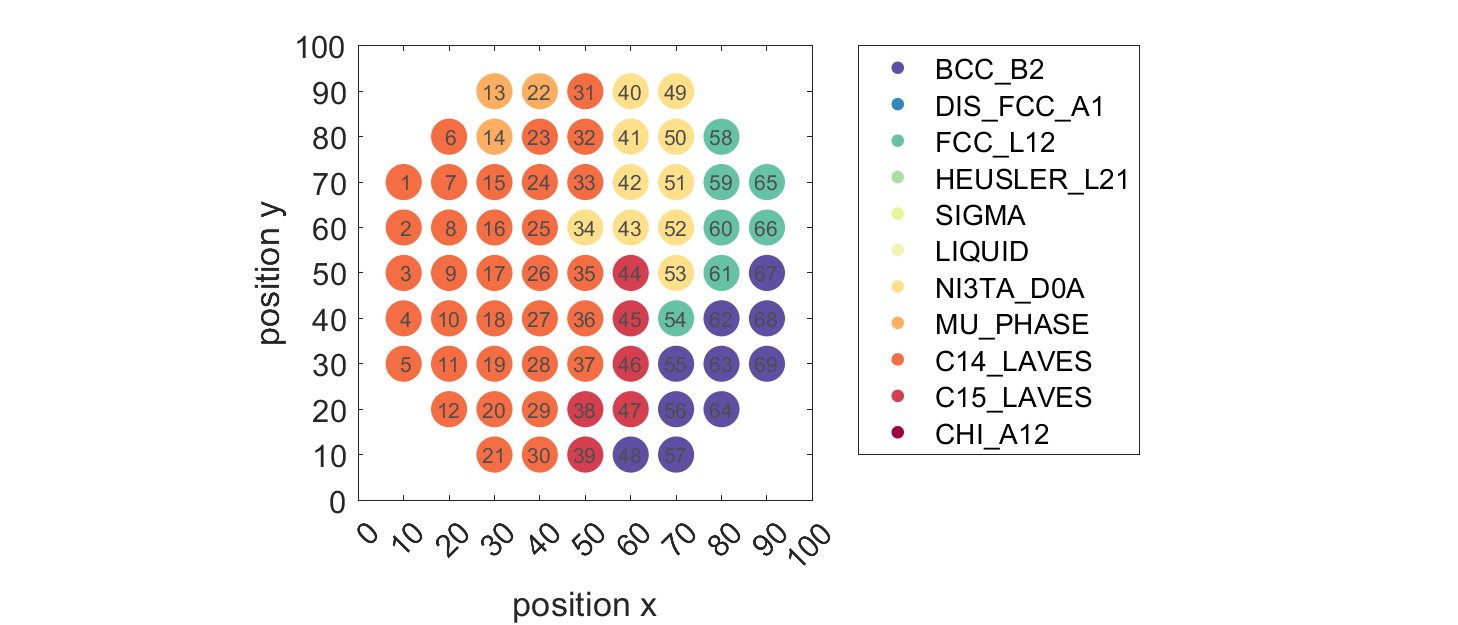 100
90
80
70
60
50
40
30
20
10
0
13 22 31 40 49
6 14 23 32 41 50 58
1 7 15 24 33 42 51 59 65
2 8 16 25 34 43 52 60 66
3 9 17 26 35 44 53 61 67
4 10 18 27 36 45 54 62 68
5 11 19 28 37 46 55 63 69
12 20 29 38 47 56 64
21 30 39 48 57
0 10 20 30 40 50 60 70 80 90 100
position x
position y
BCC_B2
DIS_FCC_A1
FCC_L12
HEUSLER_L21
SIGMA
LIQUID
NI3TA_D0A
MU_PHASE
C14_LAVES
C15_LAVES
CHI_A12